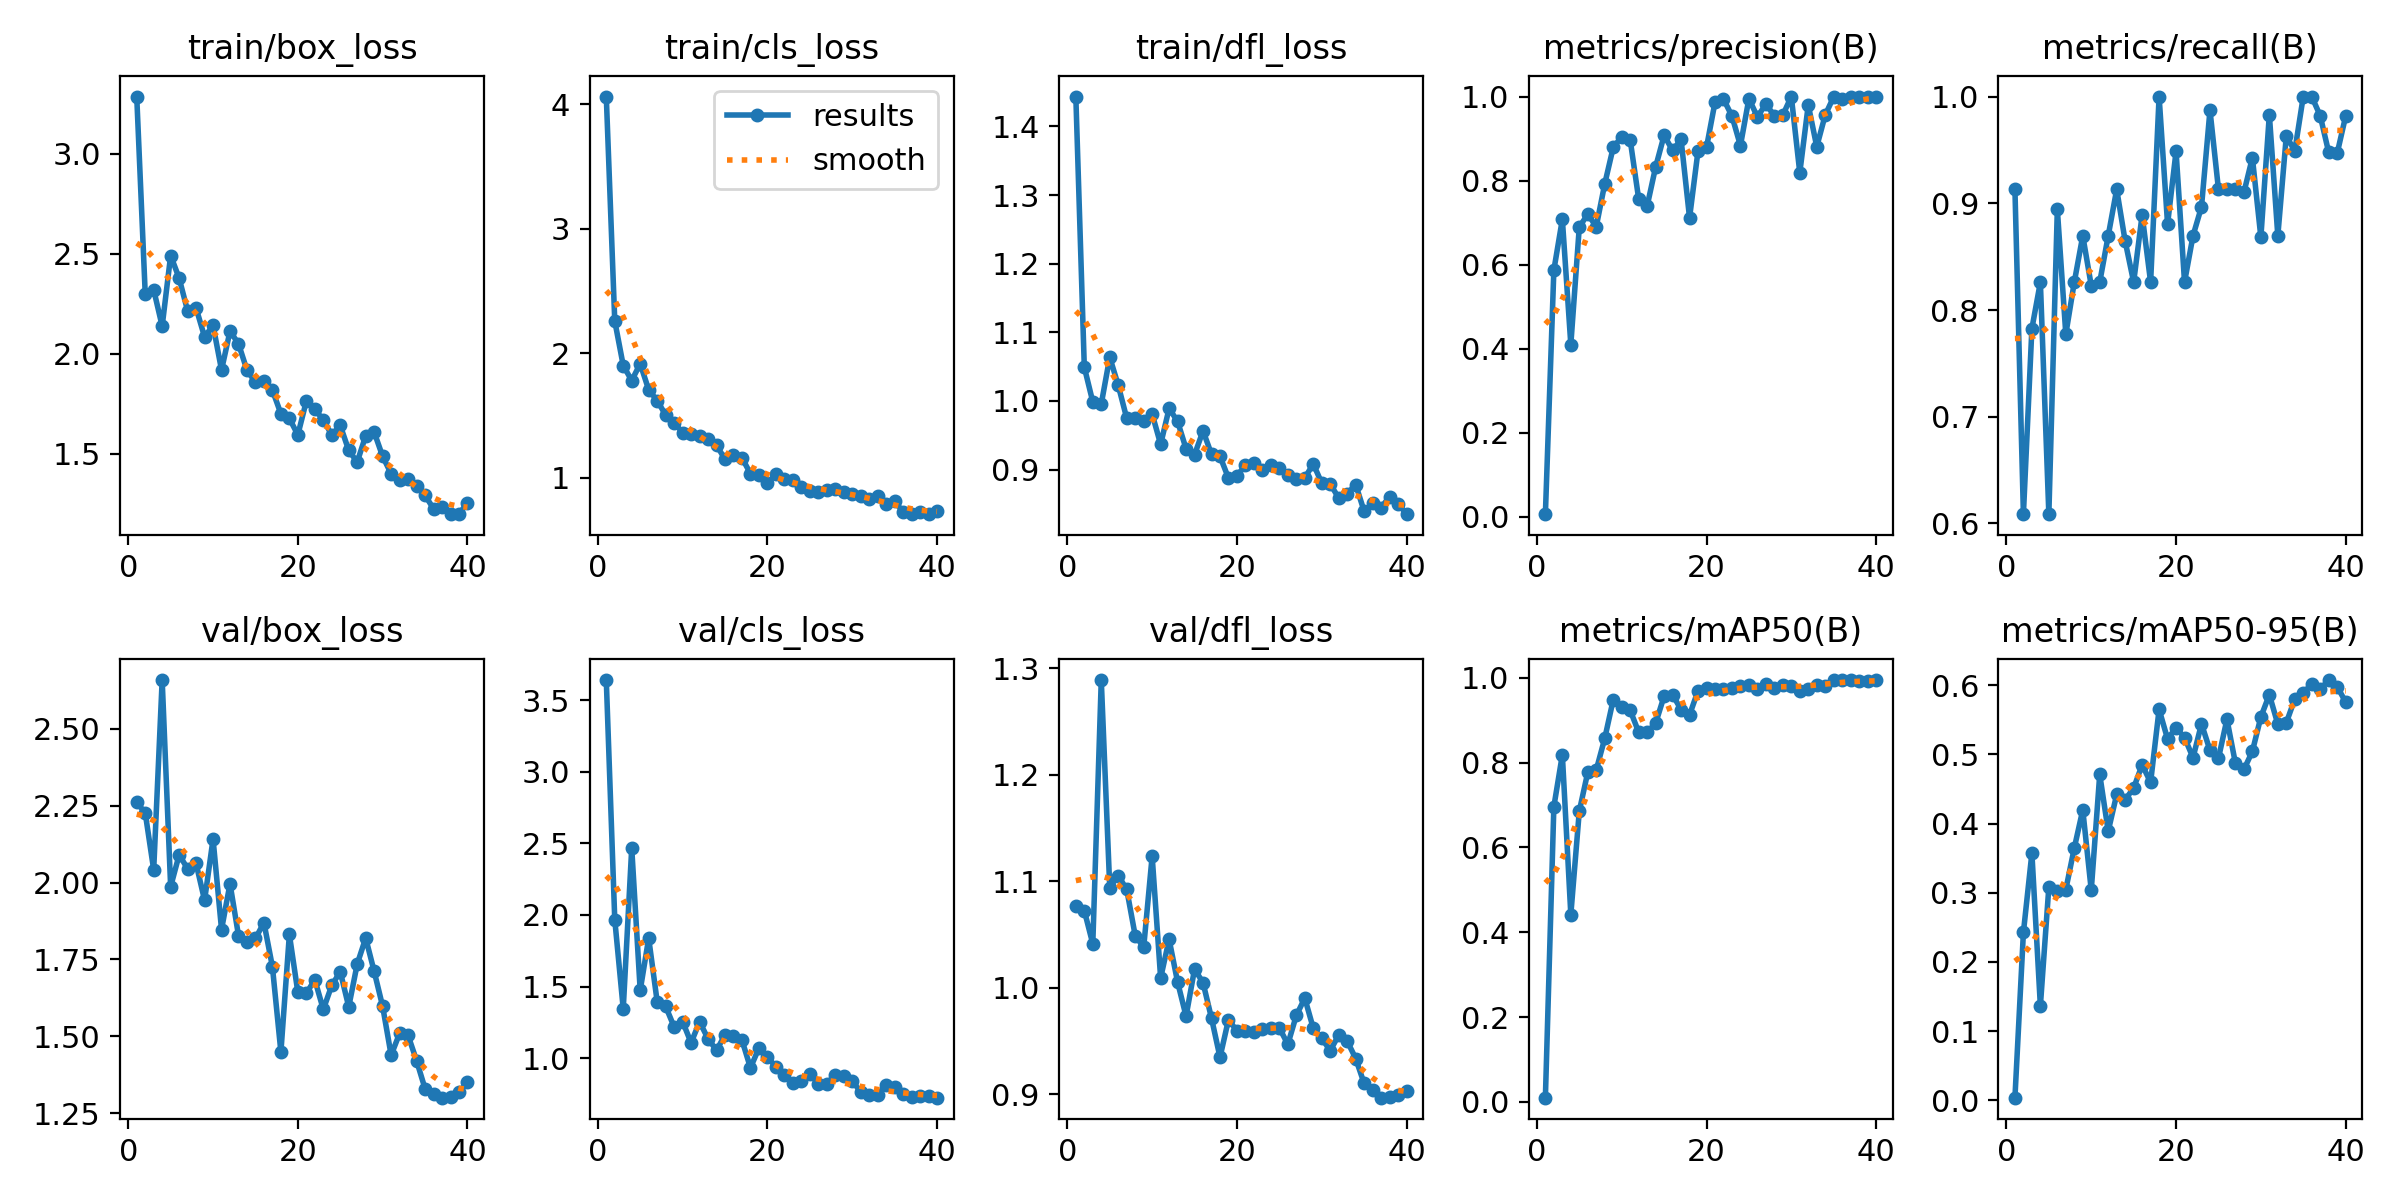 train/box_loss
3.0
2.5
2.0
1.5
0 20 40
train/cls_loss
results
smooth
4
3
2
1
0 20 40
train/dfl_loss
1.4
1.3
1.2
1.1
1.0
0.9
0 20 40
metrics/precision(B)
1.0
0.8
0.6
0.4
0.2
0.0
0 20 40
metrics/recall(B)
1.0
0.9
0.8
0.7
0.6
0 20 40
val/box_loss
2.50
2.25
2.00
1.75
1.50
1.25
0 20 40
val/cls_loss
3.5
3.0
2.5
2.0
1.5
1.0
0 20 40
val/dfl_loss
1.3
1.2
1.1
1.0
0.9
0 20 40
metrics/mAP50(B)
1.0
0.8
0.6
0.4
0.2
0.0
0 20 40
metrics/mAP50-95(B)
0.6
0.5
0.4
0.3
0.2
0.1
0.0
0 20 40